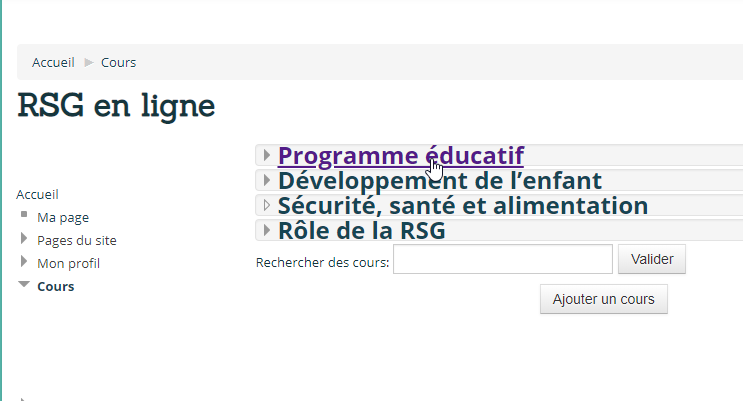 Accueil Cours
RSG en ligne
Programme éducatif
Développement de l'enfant
Sécurité, santé et alimentation
Rôle de la RSG
Rechercher des cours: Valider
Ajouter un cours
Accueil
Ma page
Pages du site
Mon profil
Cours